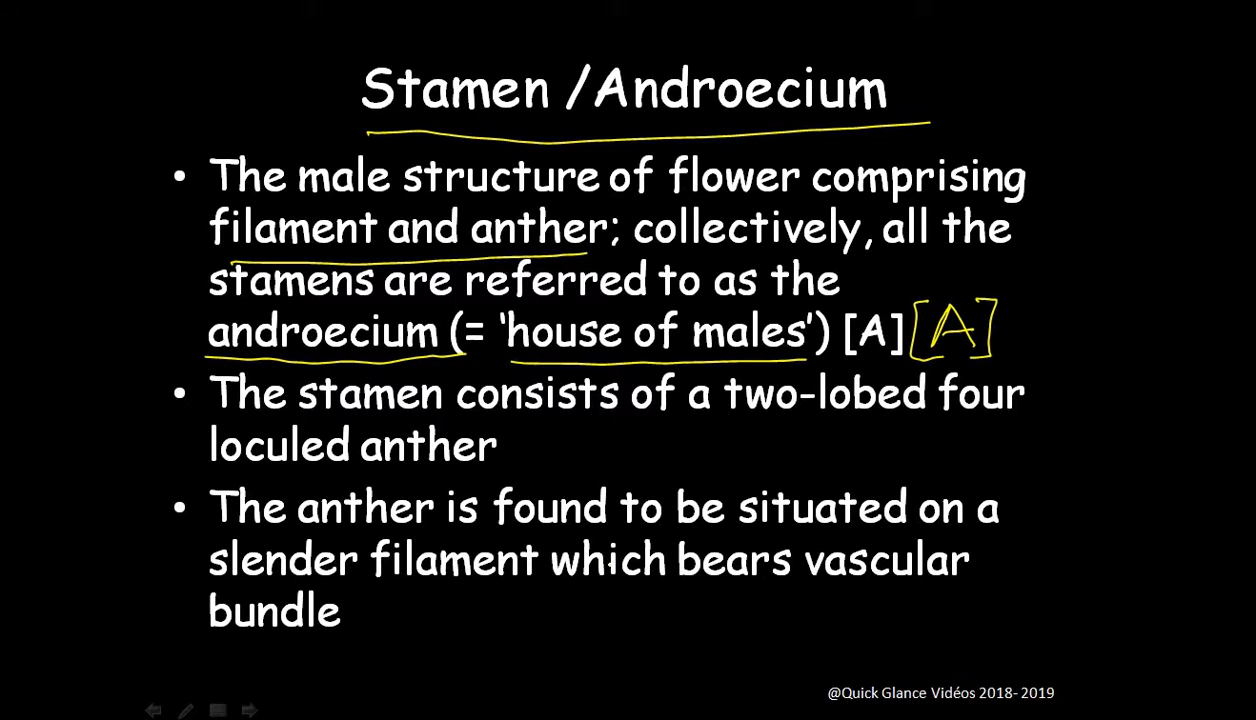 Stamen /Androecium
• The male structure of flower comprising
filament and anther; collectively, all the
stamens are referred to as the
androecium (= 'house of males') [A] [A]
• The stamen consists of a two-lobed four
loculed anther
• The anther is found to be situated on a
slender filament which bears vascular
bundle
@Quick Glance Vidéos 2018- 2019